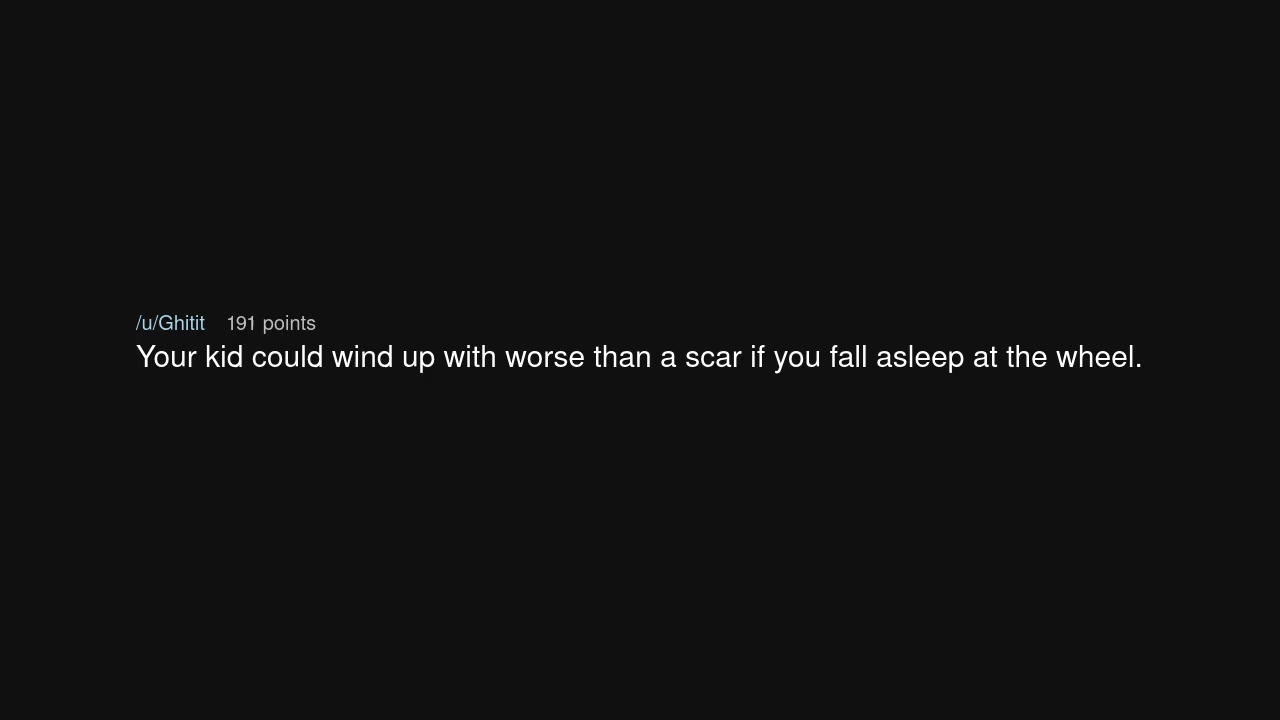 /u/Ghitit 191 points
Your kid could wind up with worse than a scar if you fall asleep at the wheel.